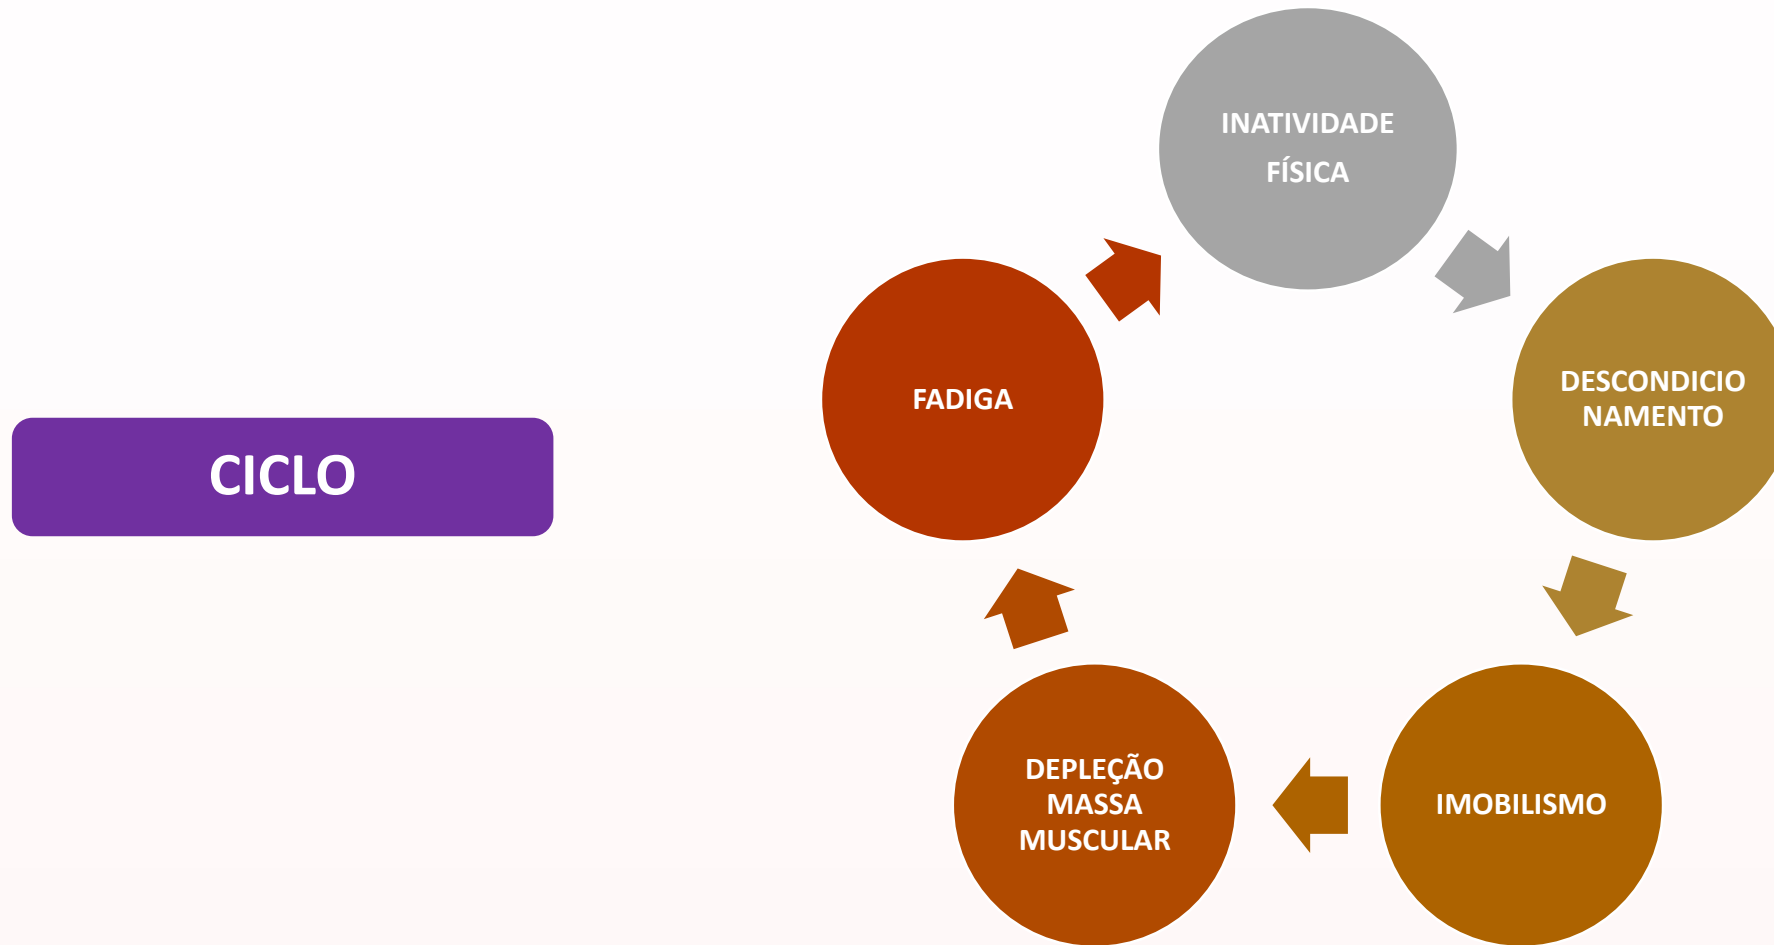 CICLO
INATIVIDADE
FÍSICA
DESCONDICIO
NAMENTO
IMOBILISMO
DEPLEÇÃO
MASSA
MUSCULAR
FADIGA